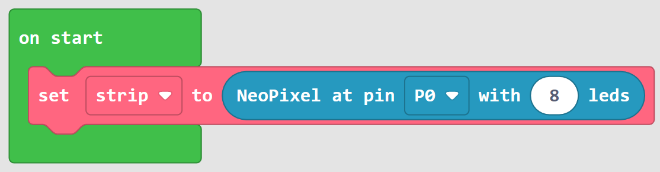 on start
set strip to NeoPixel at pin P0 with 8 leds